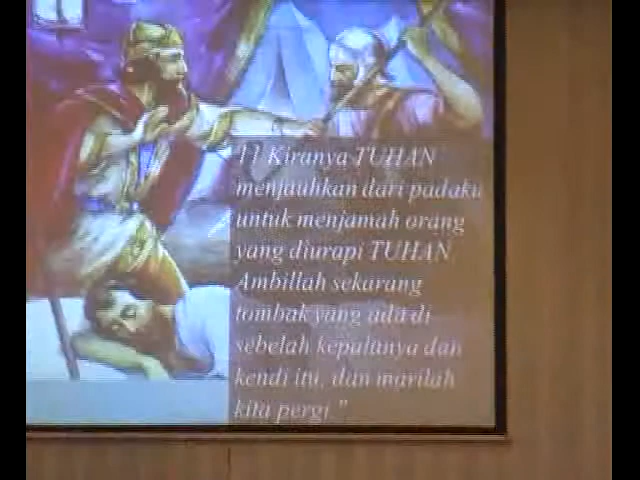 11 Kiranya TUHAN
menjauhkan dari padaku
untuk menjamah orang
yang diurapi TUHAN.
Ambillah sekarang
tombak yang ada di
sebelah kepalanya dan
kendi itu, dan marilah
kita pergi."